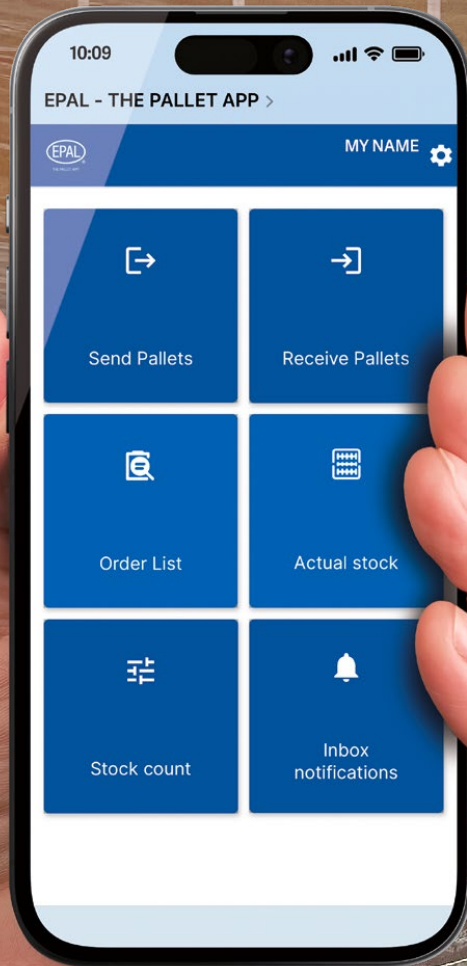 10:09
EPAL - THE PALLET APP >
EPAL
MY NAME
Send Pallets
Receive Pallets
Order List
Actual stock
Stock count
Inbox
notifications